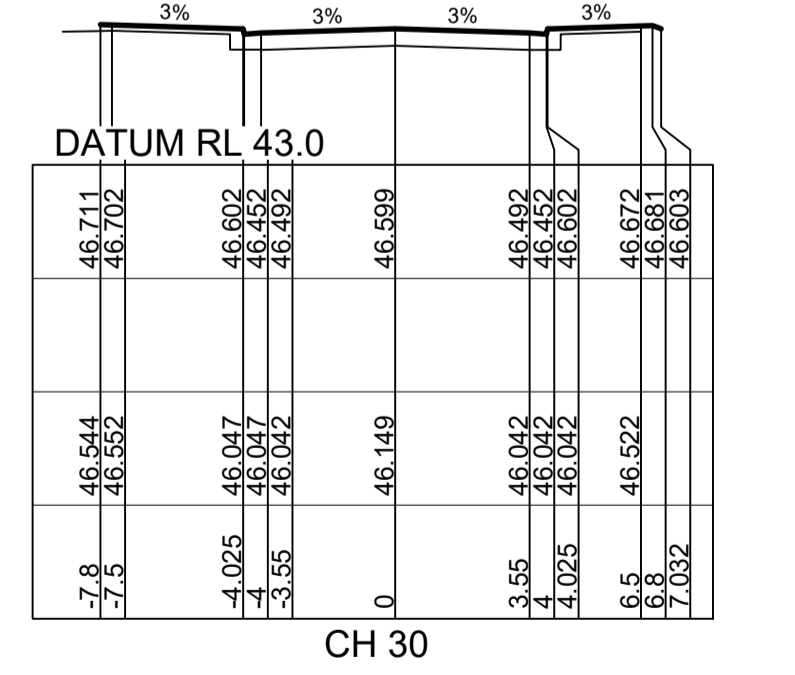 3% 3% 3% 3%
DATUM RL 43.0
46.711 46.702 46.602 46.452 46.492 46.599 46.492 46.452 46.602 46.672 46.681 46.603
46.544 46.552 46.047 46.047 46.042 46.149 46.042 46.042 46.042 46.522
-7.8 -7.5 -4.025 -4 -3.55 0 3.55 4 4.025 6.5 6.8 7.032
CH 30